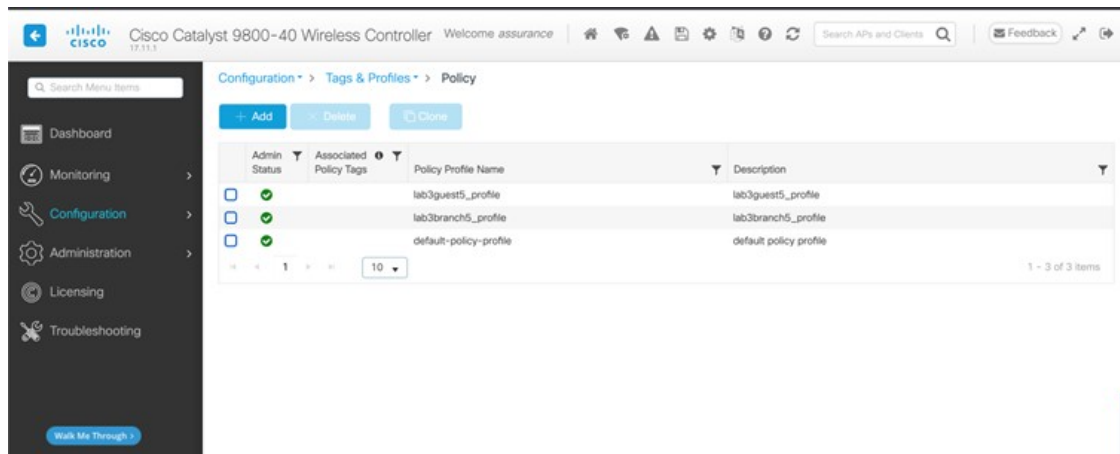 CISCO
Cisco Catalyst 9800-40 Wireless Controller
17.11.1
Welcome assurance
Search APs and Clients
Feedback
Search Menu Items
Dashboard
Monitoring
Configuration
Administration
Licensing
Troubleshooting
Walk Me Through >
Configuration > Tags & Profiles > Policy
+ Add
× Delete
Clone
Admin Status
Associated Policy Tags
Policy Profile Name
Description
lab3guest5_profile lab3guest5_profile
lab3branch5_profile lab3branch5_profile
default-policy-profile default policy profile
1
10
1 - 3 of 3 items